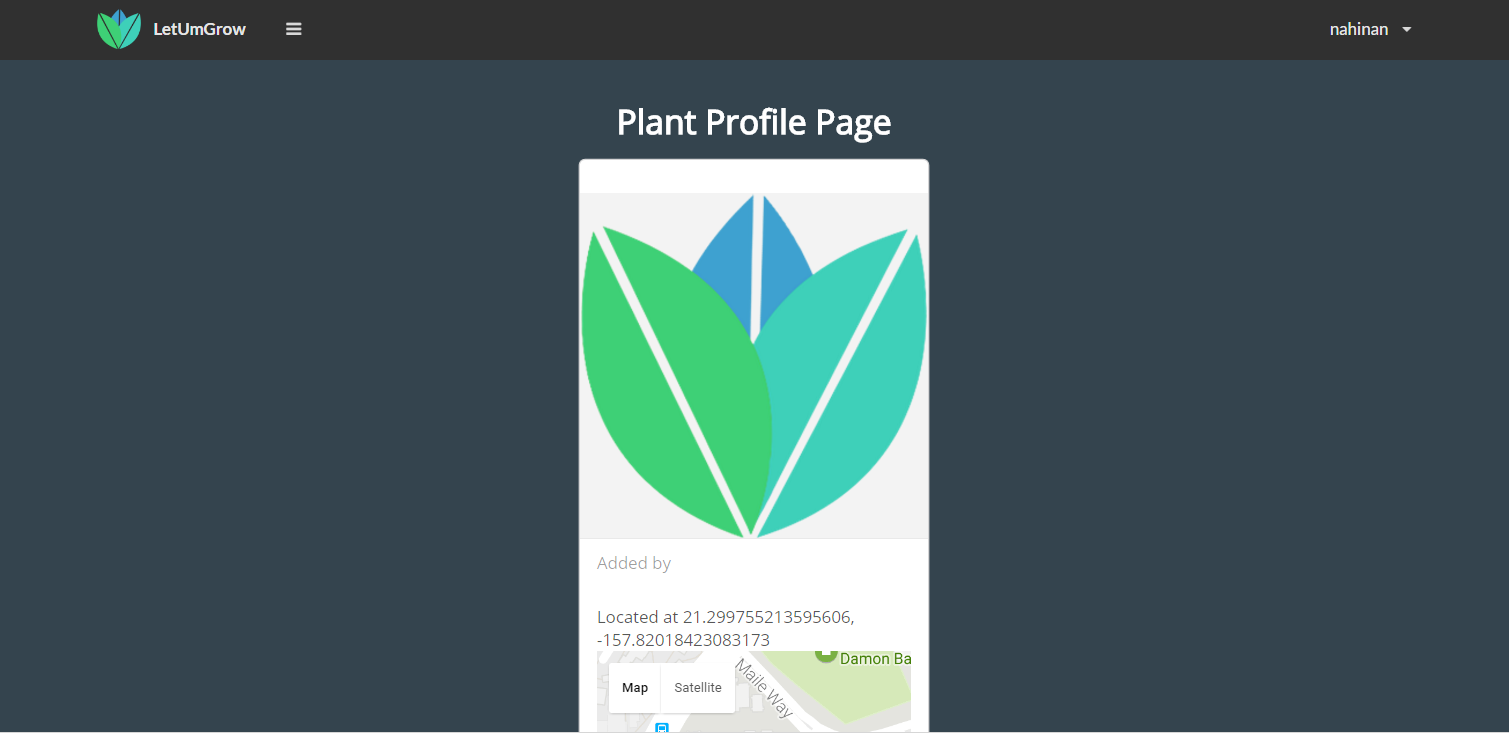 LetUmGrow
nahinan
Plant Profile Page
Added by
Located at 21.299755213595606,
-157.82018423083173
Damon Ba
Maile Way
Map
Satellite